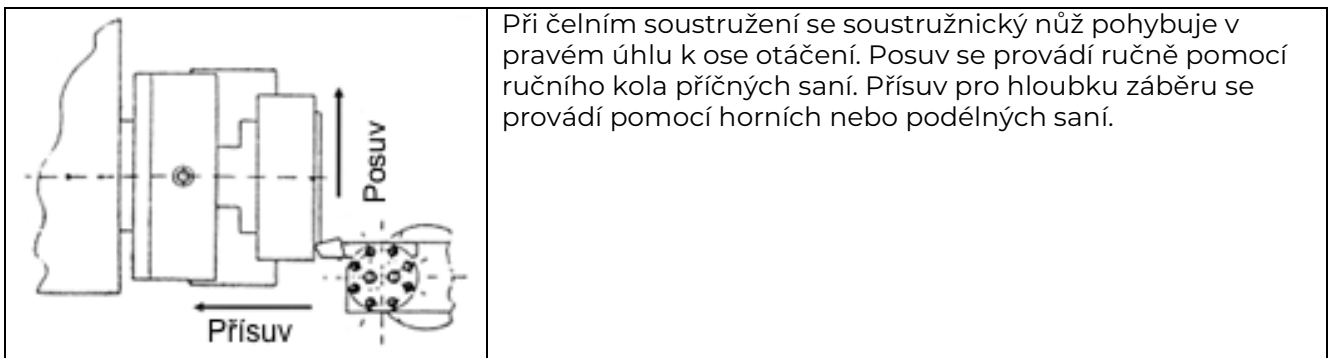 Při čelním soustružení se soustružnický nůž pohybuje v
pravém úhlu k ose otáčení. Posuv se provádí ručně pomocí
ručního kola příčných saní. Přísuv pro hloubku záběru se
provádí pomocí horních nebo podélných saní.
Posuv
Přísuv